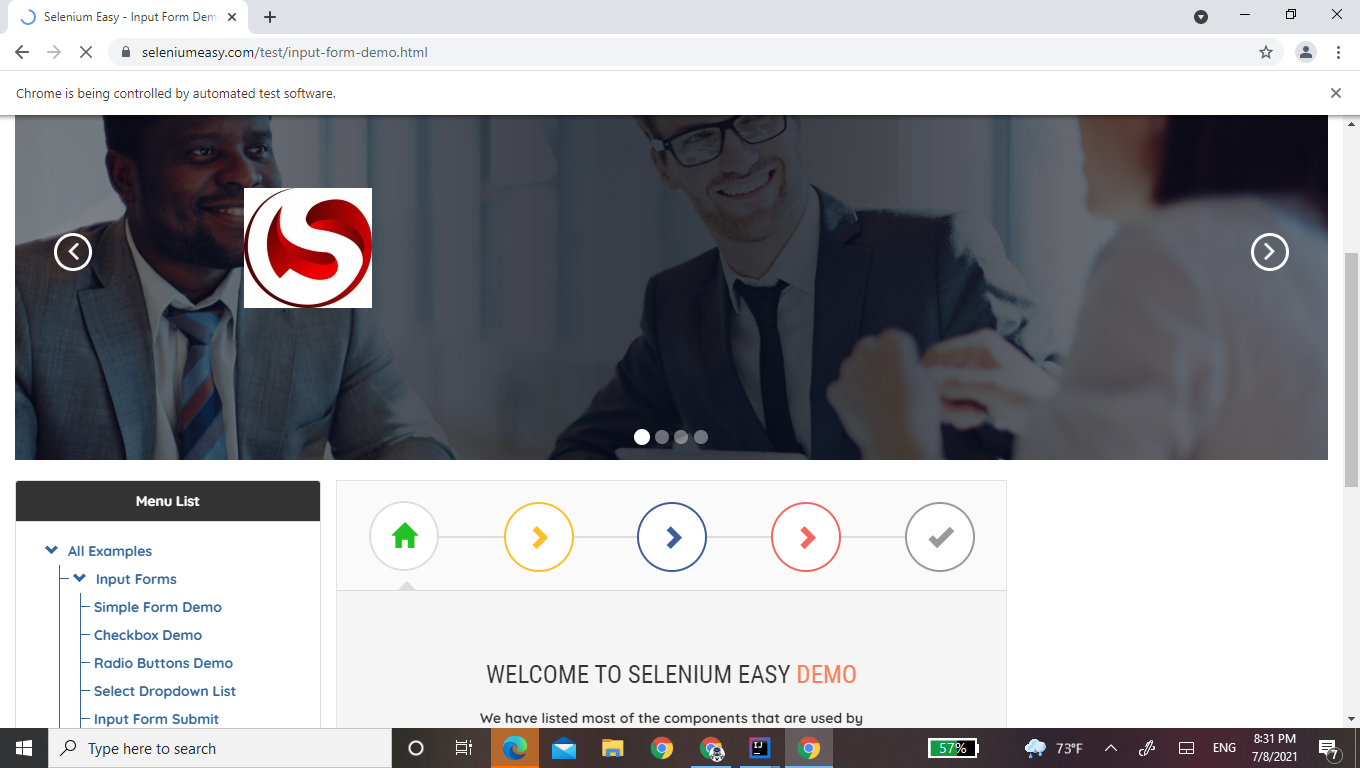 Selenium Easy - Input Form Dem
seleniumeasy.com/test/input-form-demo.html
Chrome is being controlled by automated test software.
Menu List
All Examples
Input Forms
Simple Form Demo
Checkbox Demo
Radio Buttons Demo
Select Dropdown List
Input Form Submit
WELCOME TO SELENIUM EASY DEMO
We have listed most of the components that are used by
Type here to search
57%
73°F
ENG
8:31 PM
7/8/2021
7